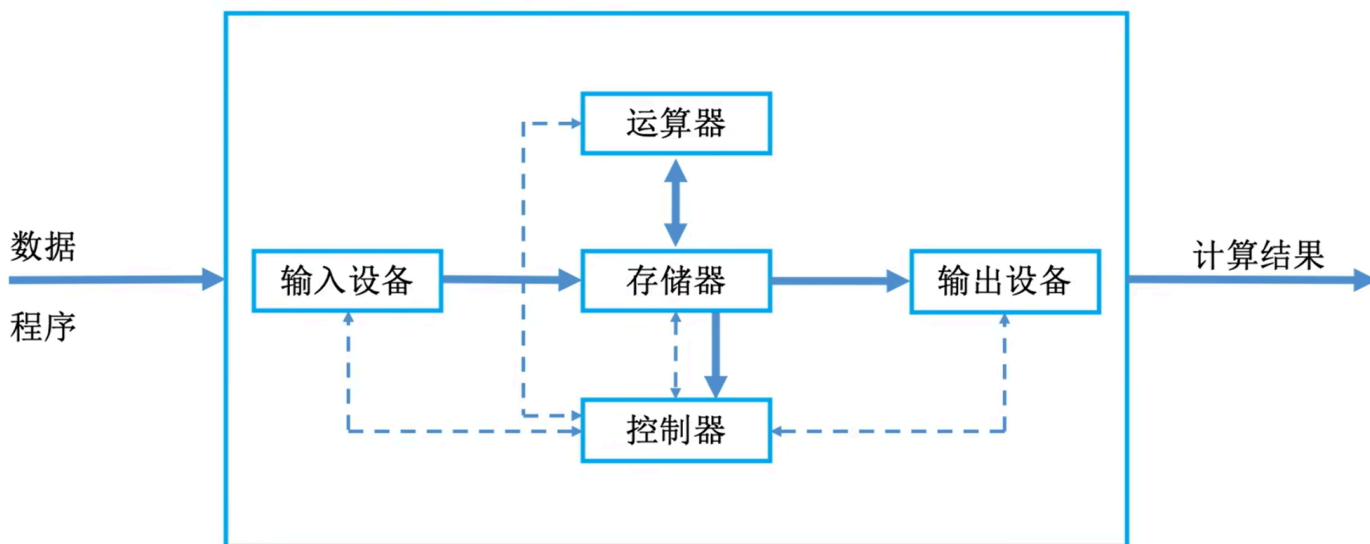 运算器
数据
程序
输入设备
存储器
输出设备
计算结果
控制器